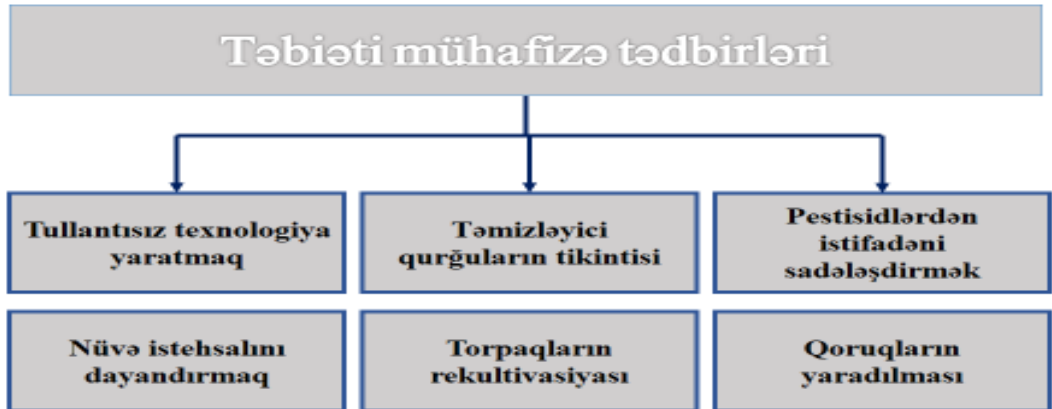 Təbiəti mühafizə tədbirləri
Tullantısız texnologiya
yaratmaq
Təmizləyici
qurğuların tikintisi
Pestisidlərdən
istifadəni
sadələşdirmək
Nüvə istehsalını
dayandırmaq
Torpaqların
rekultivasiyası
Qoruqların
yaradılması